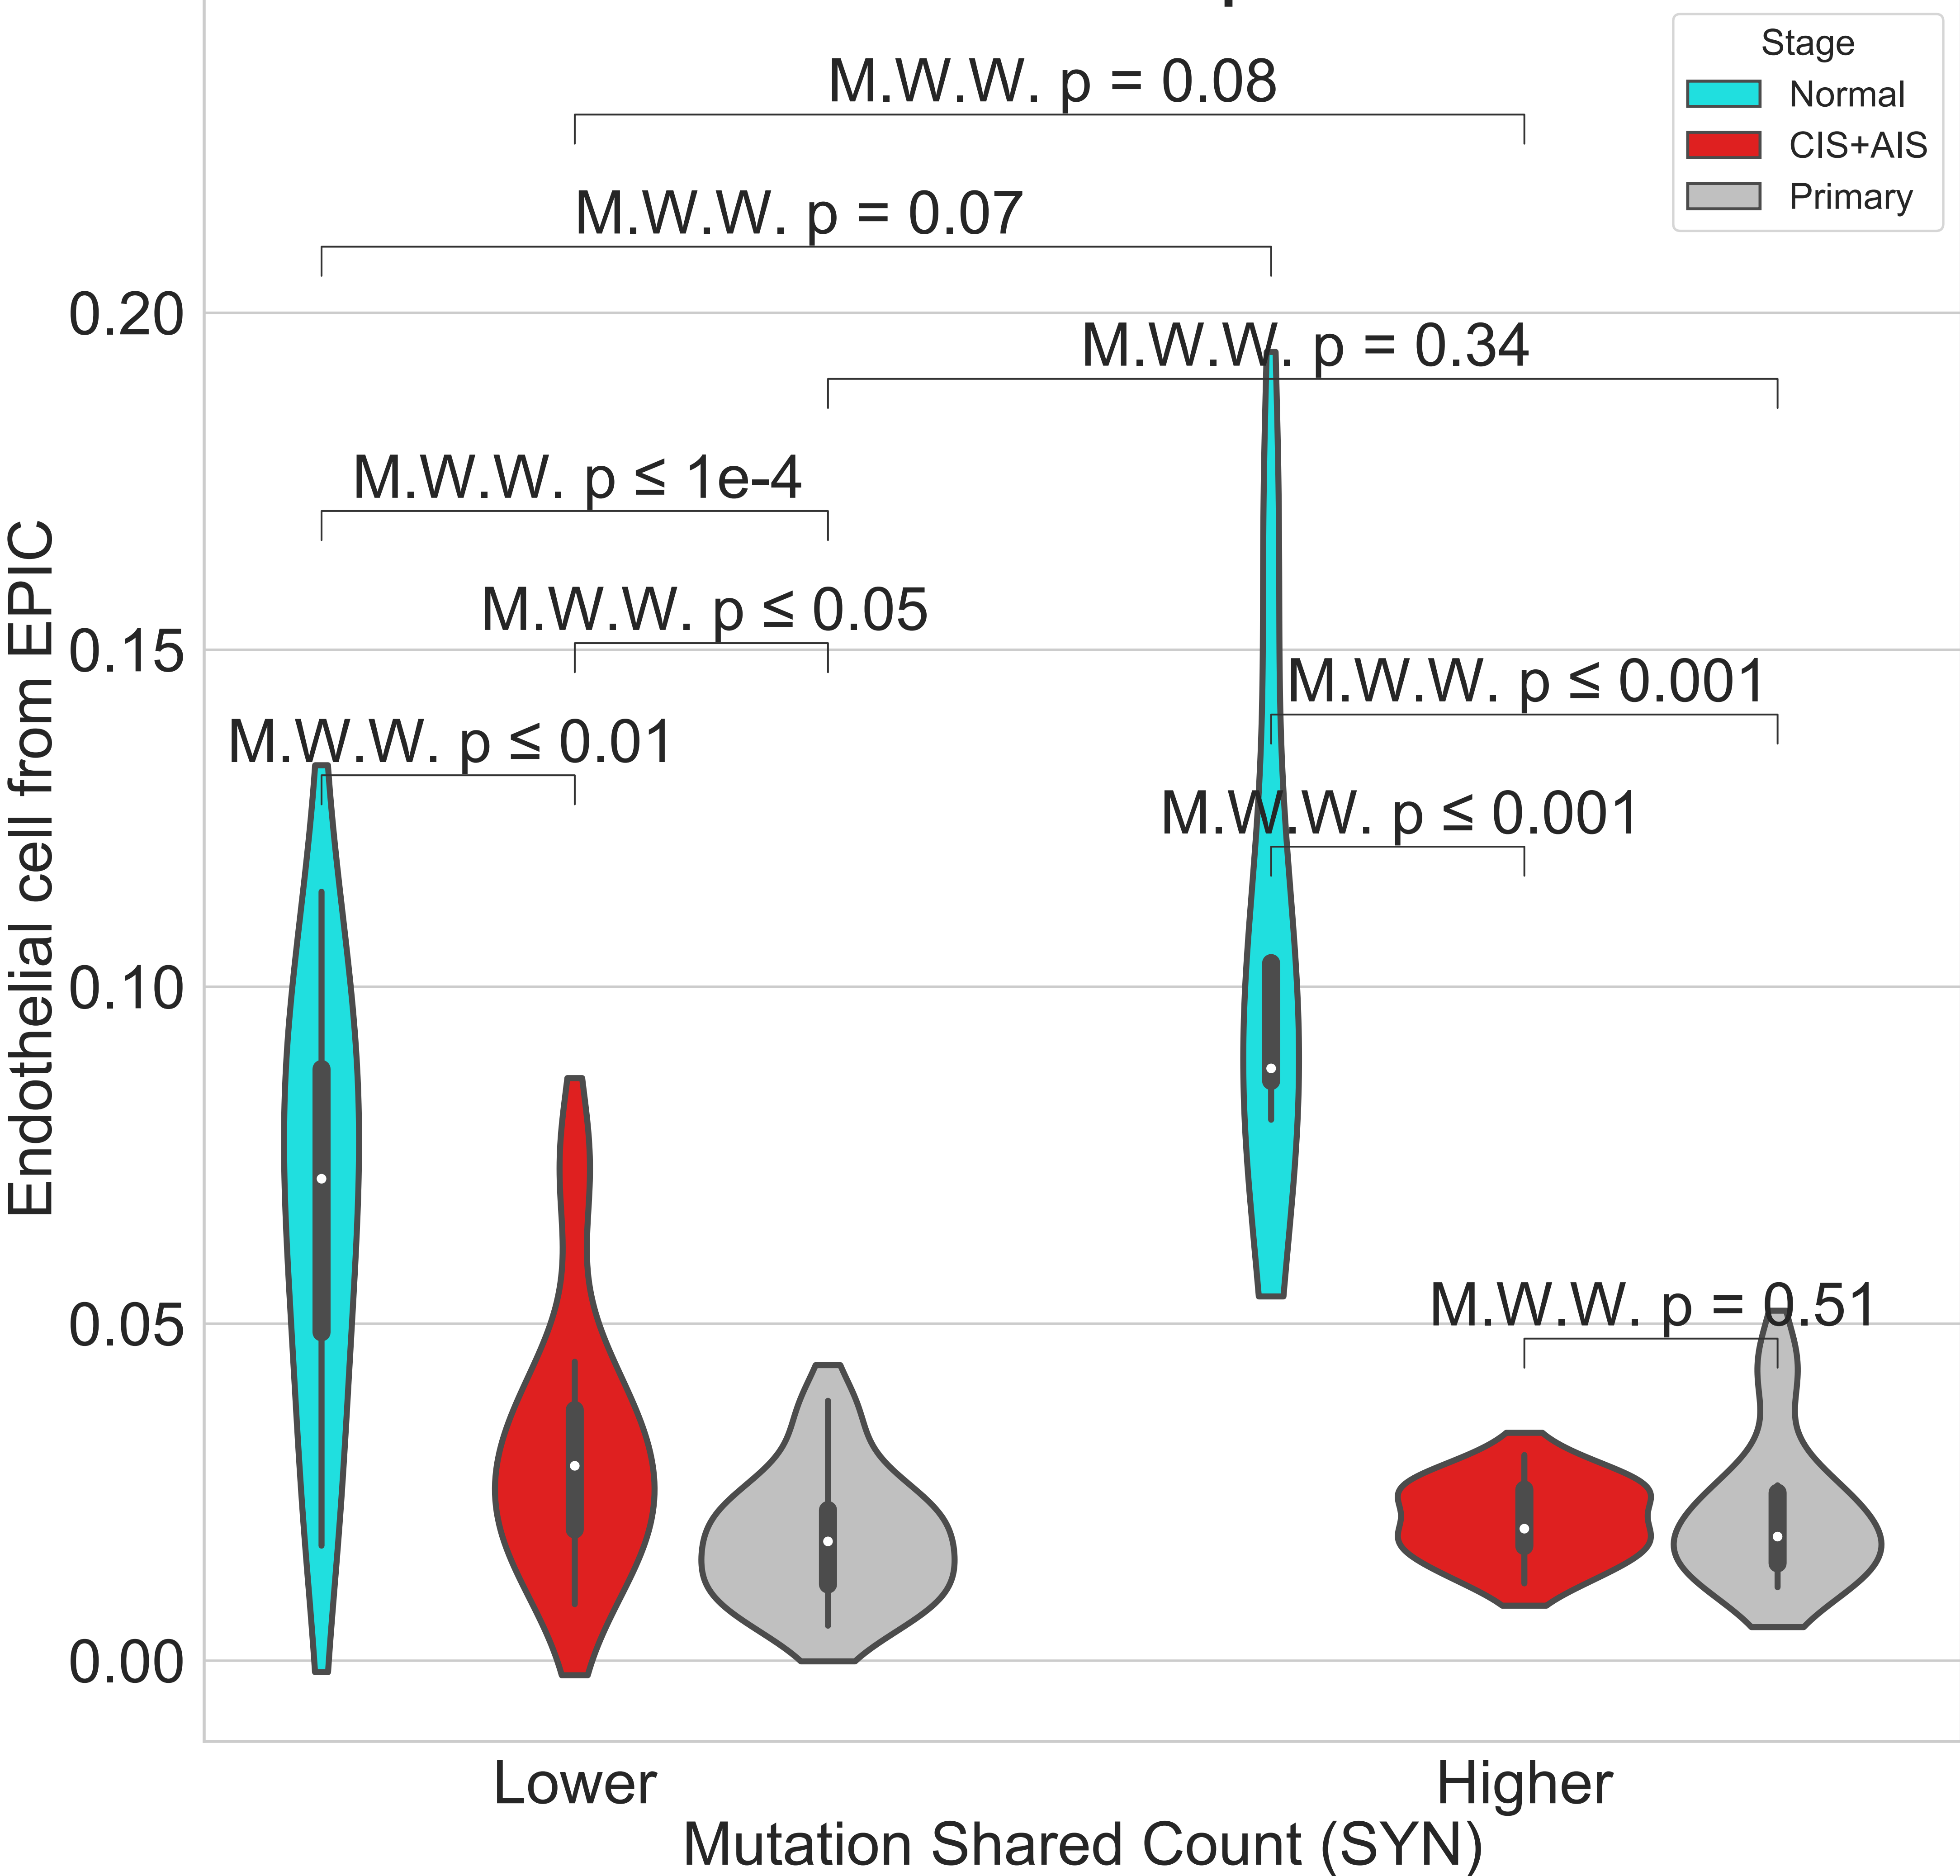 Stage
Normal
CIS+AIS
Primary
M.W.W. p = 0.08
M.W.W. p = 0.07
M.W.W. p = 0.34
M.W.W. p ≤ 1e-4
M.W.W. p ≤ 0.05
M.W.W. p ≤ 0.001
M.W.W. p ≤ 0.01
M.W.W. p ≤ 0.001
M.W.W. p = 0.51
0.20
0.15
0.10
0.05
0.00
Endothelial cell from EPIC
Lower
Higher
Mutation Shared Count (SYN)